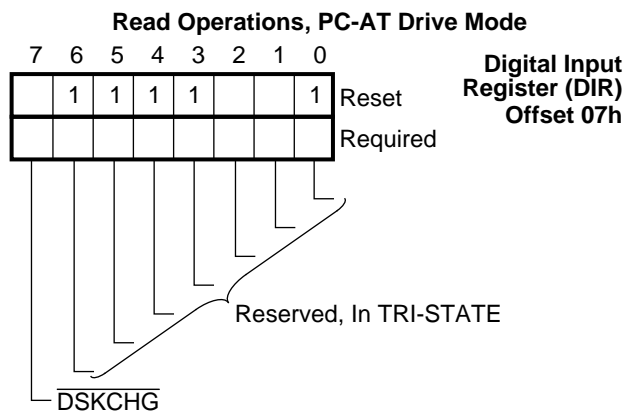 Read Operations, PC-AT Drive Mode
7 6 5 4 3 2 1 0
Digital Input
Register (DIR)
Offset 07h
1 1 1 1 1 Reset
Required
Reserved, In TRI-STATE
DSKCHG